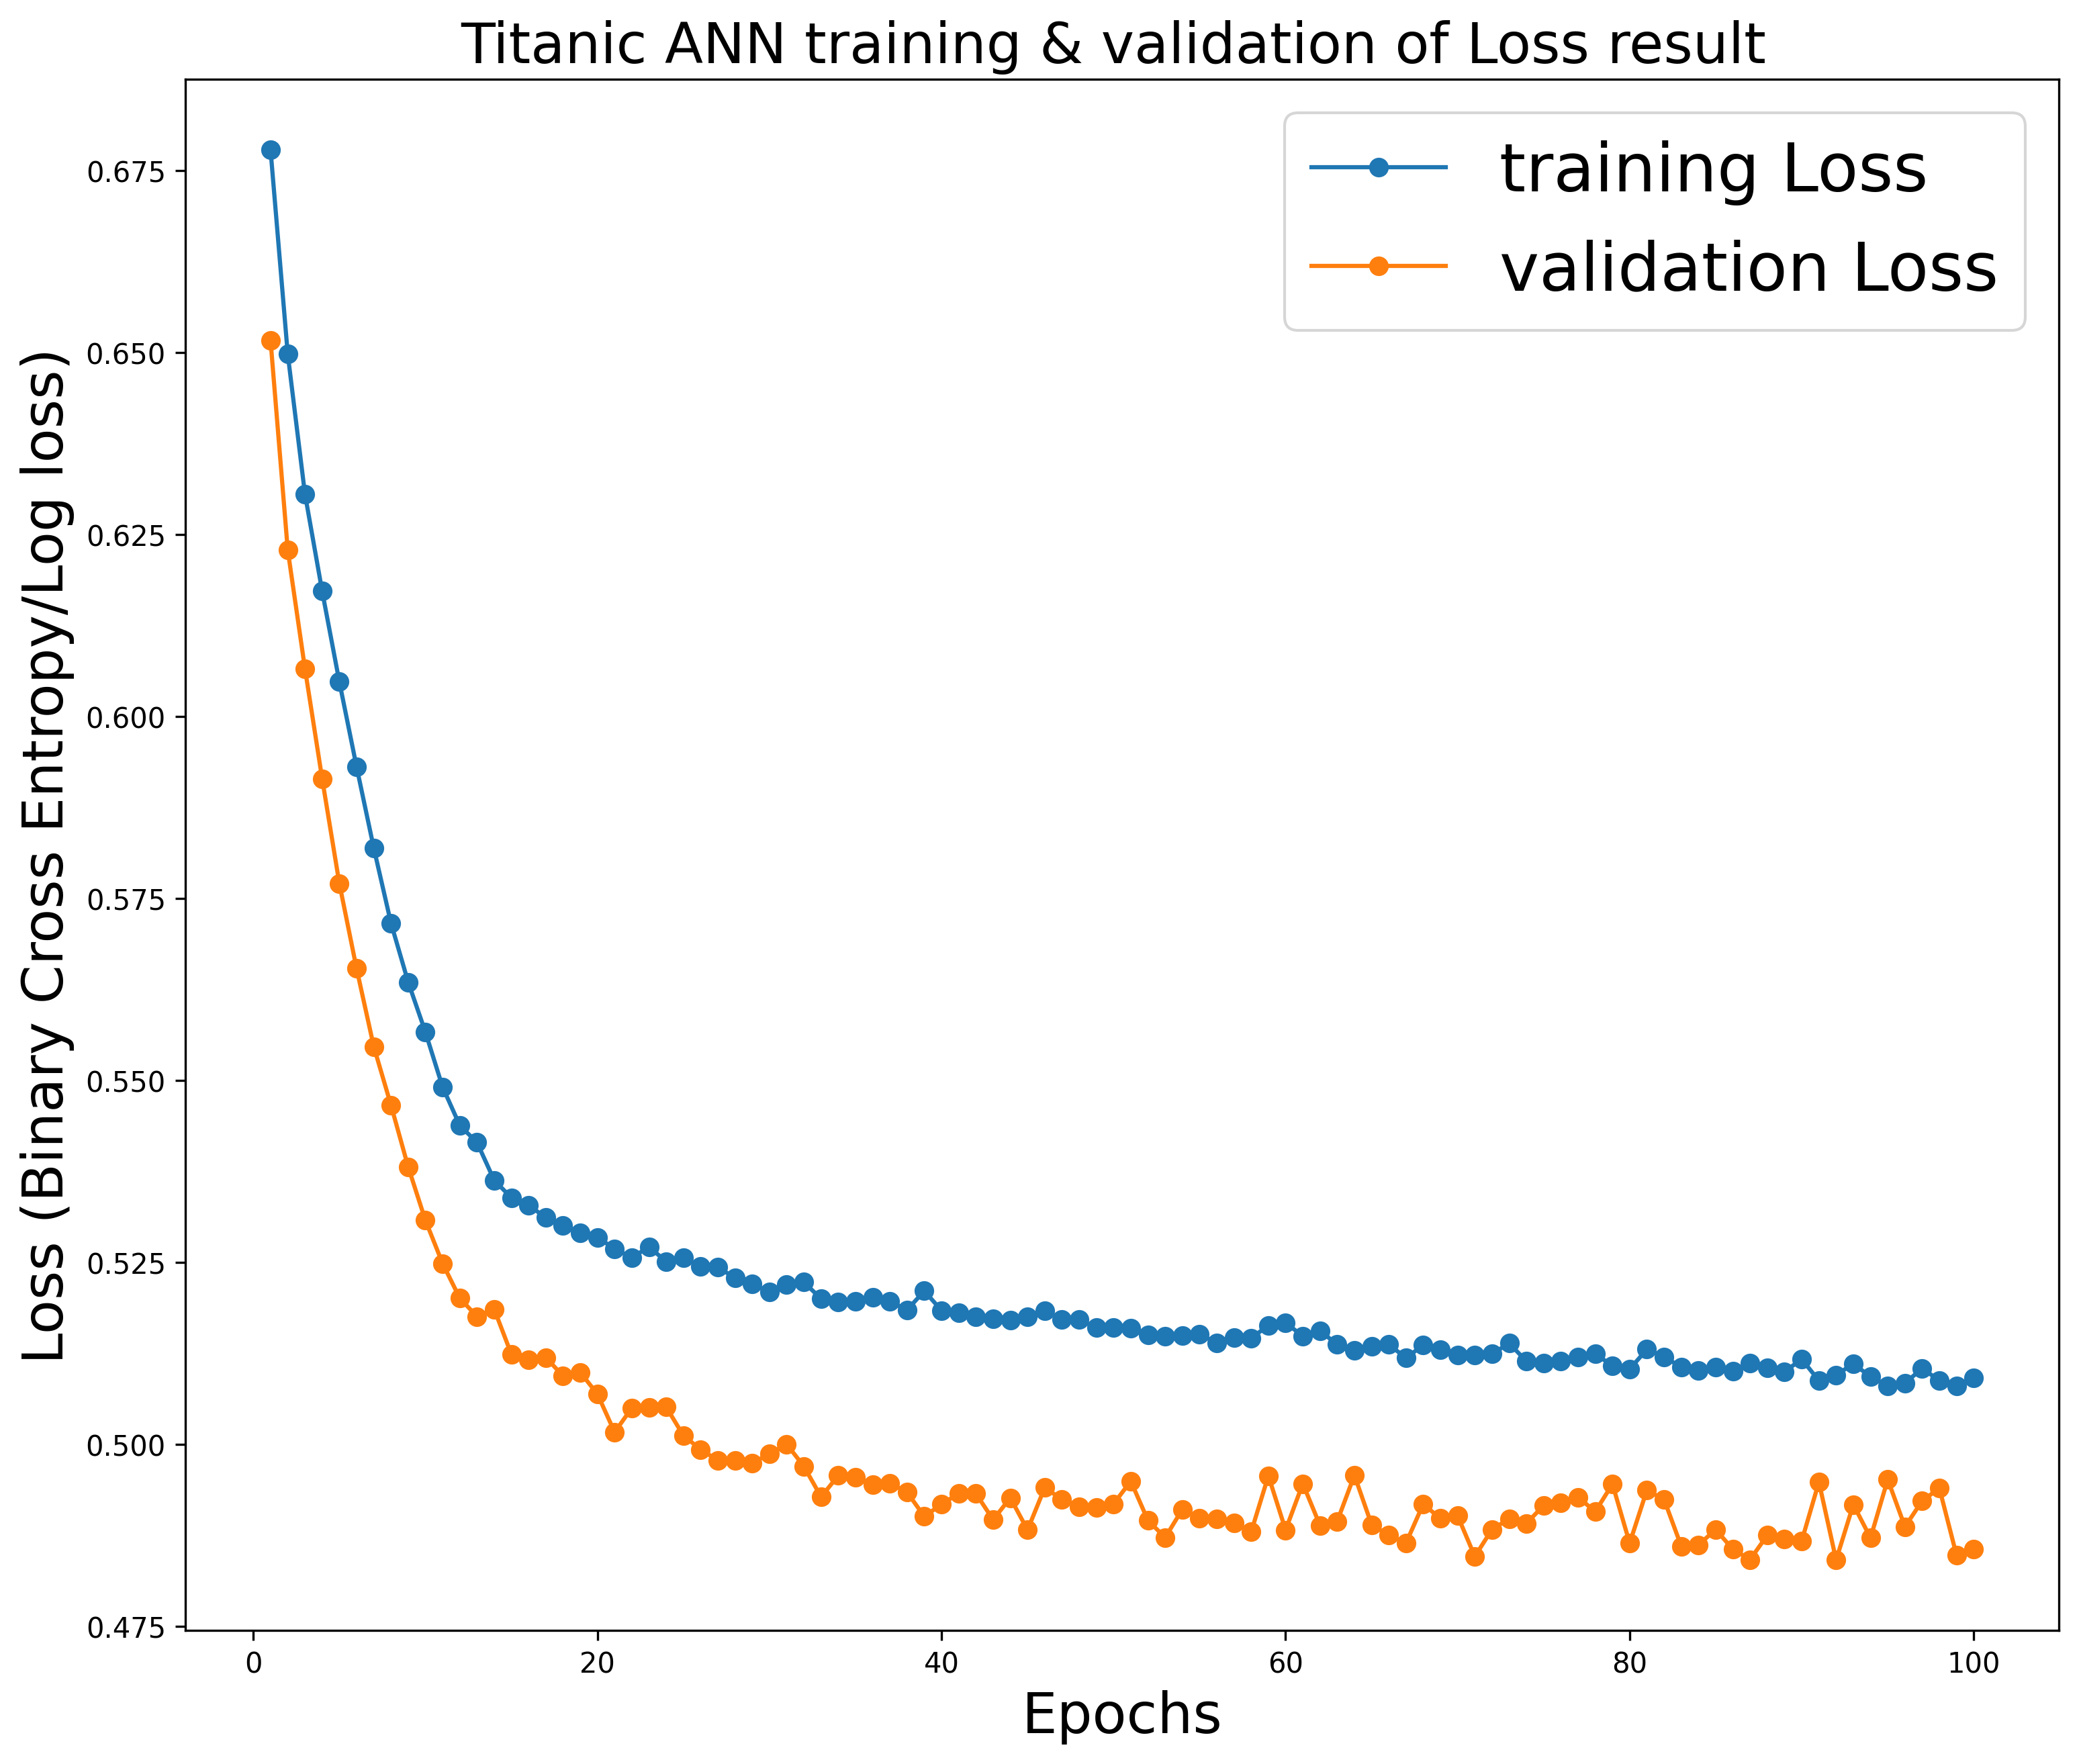 Titanic ANN training & validation of Loss result
training Loss
validation Loss
Loss (Binary Cross Entropy/Log loss)
0.675
0.650
0.625
0.600
0.575
0.550
0.525
0.500
0.475
0 20 40 60 80 100
Epochs